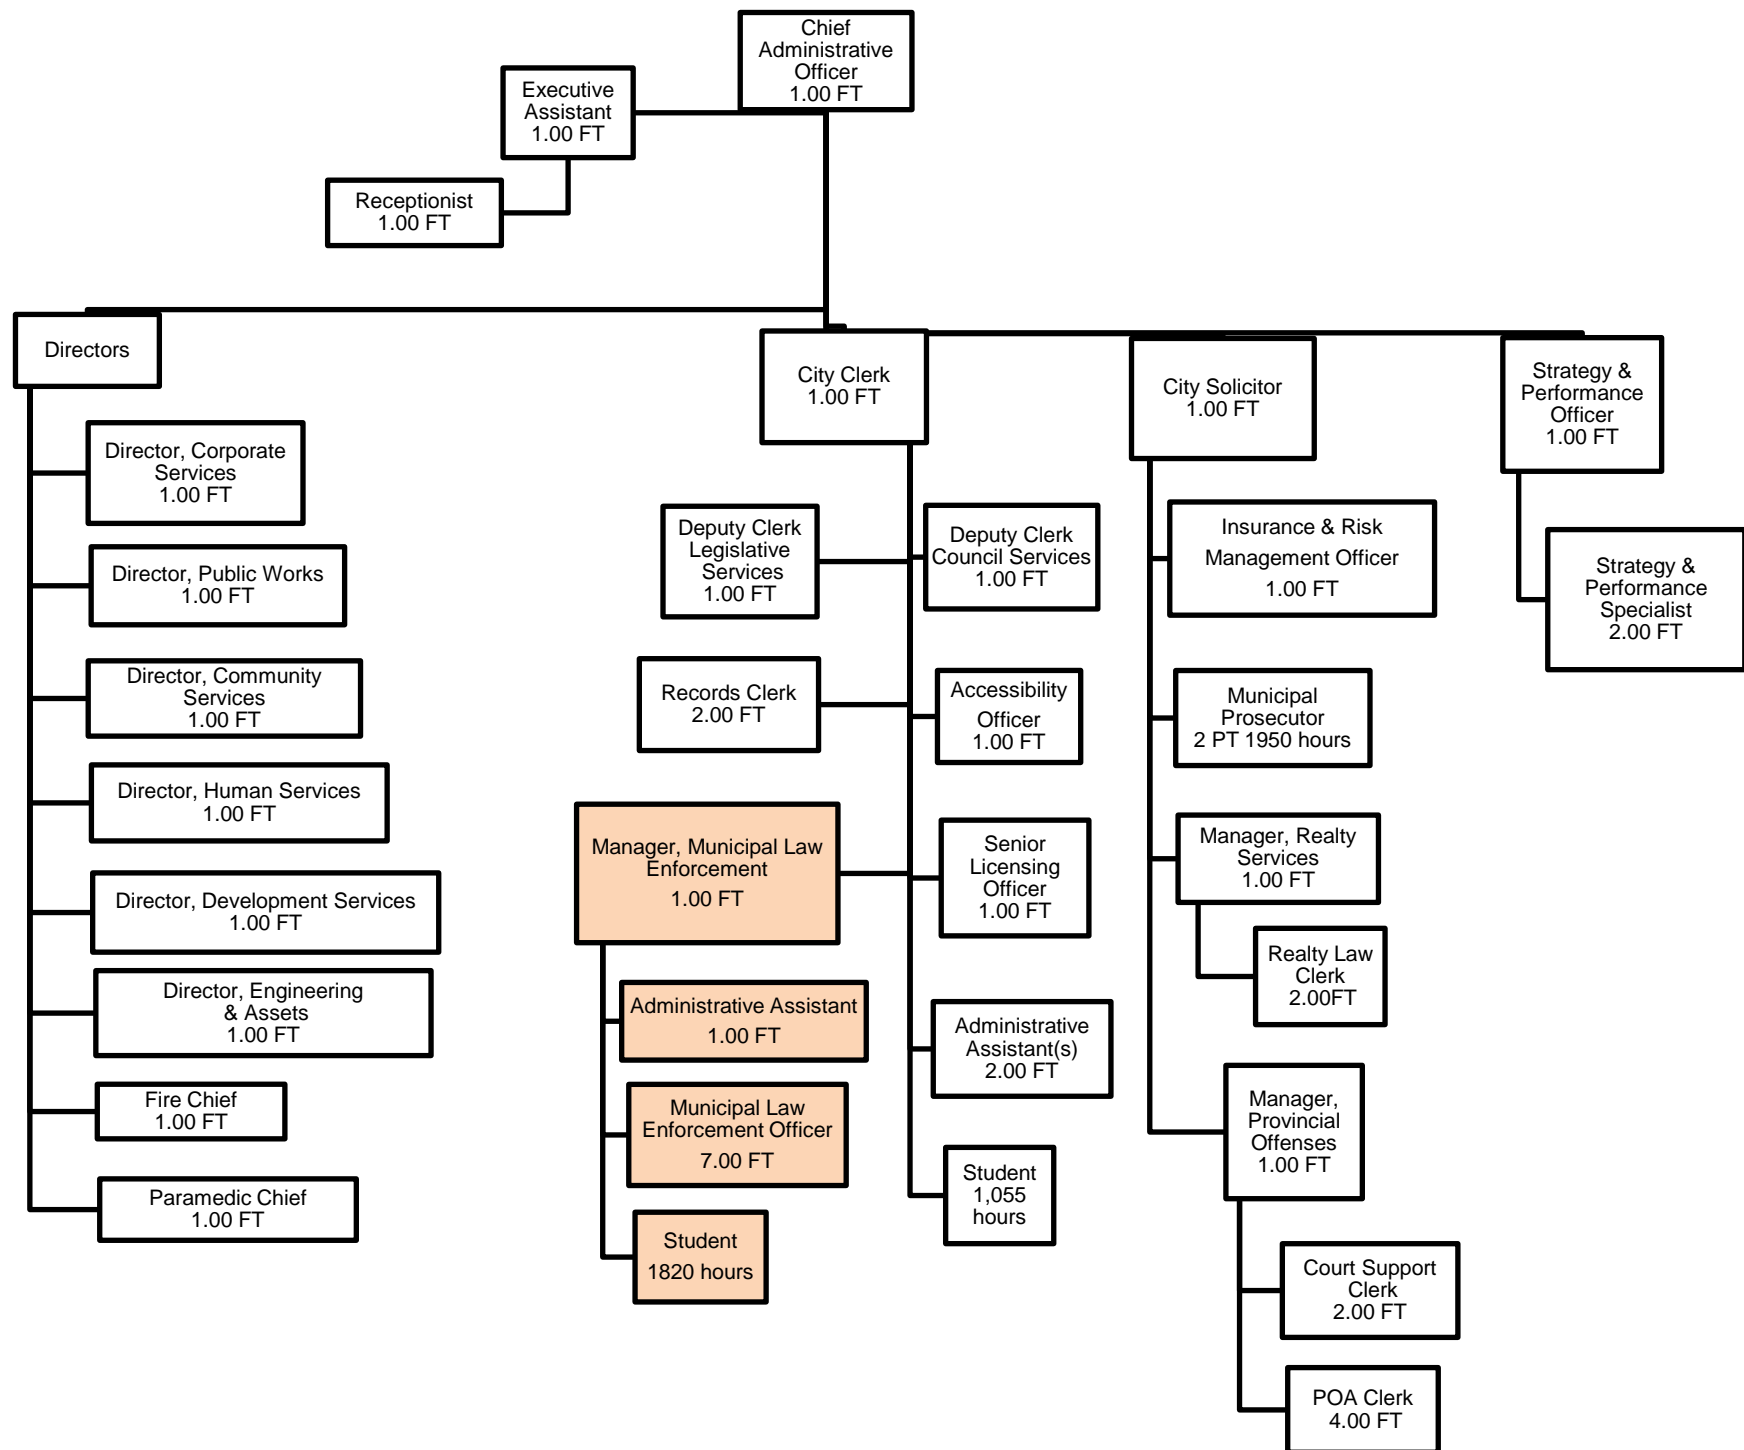 Chief
Administrative
Officer
1.00 FT
Executive
Assistant
1.00 FT
Receptionist
1.00 FT
Directors
Director, Corporate
Services
1.00 FT
Director, Public Works
1.00 FT
Director, Community
Services
1.00 FT
Director, Human Services
1.00 FT
Director, Development Services
1.00 FT
Director, Engineering
& Assets
1.00 FT
Fire Chief
1.00 FT
Paramedic Chief
1.00 FT
City Clerk
1.00 FT
Deputy Clerk
Legislative
Services
1.00 FT
Records Clerk
2.00 FT
Manager, Municipal Law
Enforcement
1.00 FT
Administrative Assistant
1.00 FT
Municipal Law
Enforcement Officer
7.00 FT
Student
1820 hours
Deputy Clerk
Council Services
1.00 FT
Accessibility
Officer
1.00 FT
Senior
Licensing
Officer
1.00 FT
Administrative
Assistant(s)
2.00 FT
Student
1,055
hours
City Solicitor
1.00 FT
Insurance & Risk
Management Officer
1.00 FT
Municipal
Prosecutor
2 PT 1950 hours
Manager, Realty
Services
1.00 FT
Realty Law
Clerk
2.00FT
Manager,
Provincial
Offenses
1.00 FT
Court Support
Clerk
2.00 FT
POA Clerk
4.00 FT
Strategy &
Performance
Officer
1.00 FT
Strategy &
Performance
Specialist
2.00 FT